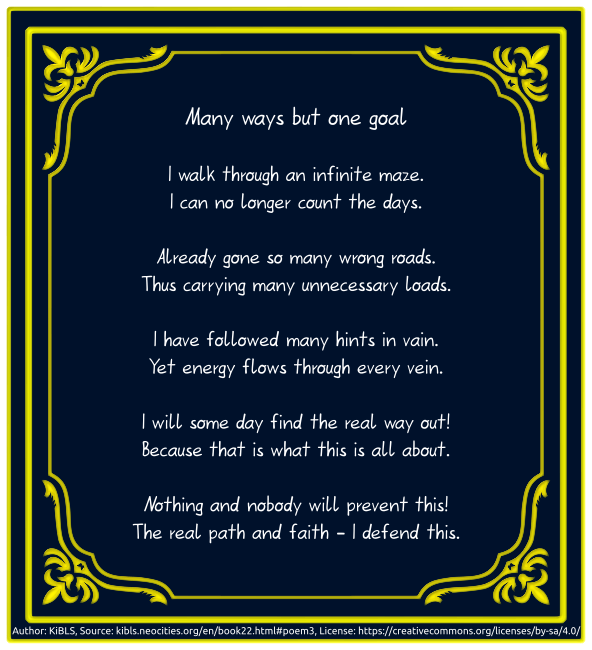 Many ways but one goal
I walk through an infinite maze.
I can no longer count the days.
Already gone so many wrong roads.
Thus carrying many unnecessary loads.
I have followed many hints in vain.
Yet energy flows through every vein.
I will some day find the real way out!
Because that is what this is all about.
Nothing and nobody will prevent this!
The real path and faith – I defend this.
Author: KiBLS, Source: kibls.neocities.org/en/book22.html#poem3, License: https://creativecommons.org/licenses/by-sa/4.0/